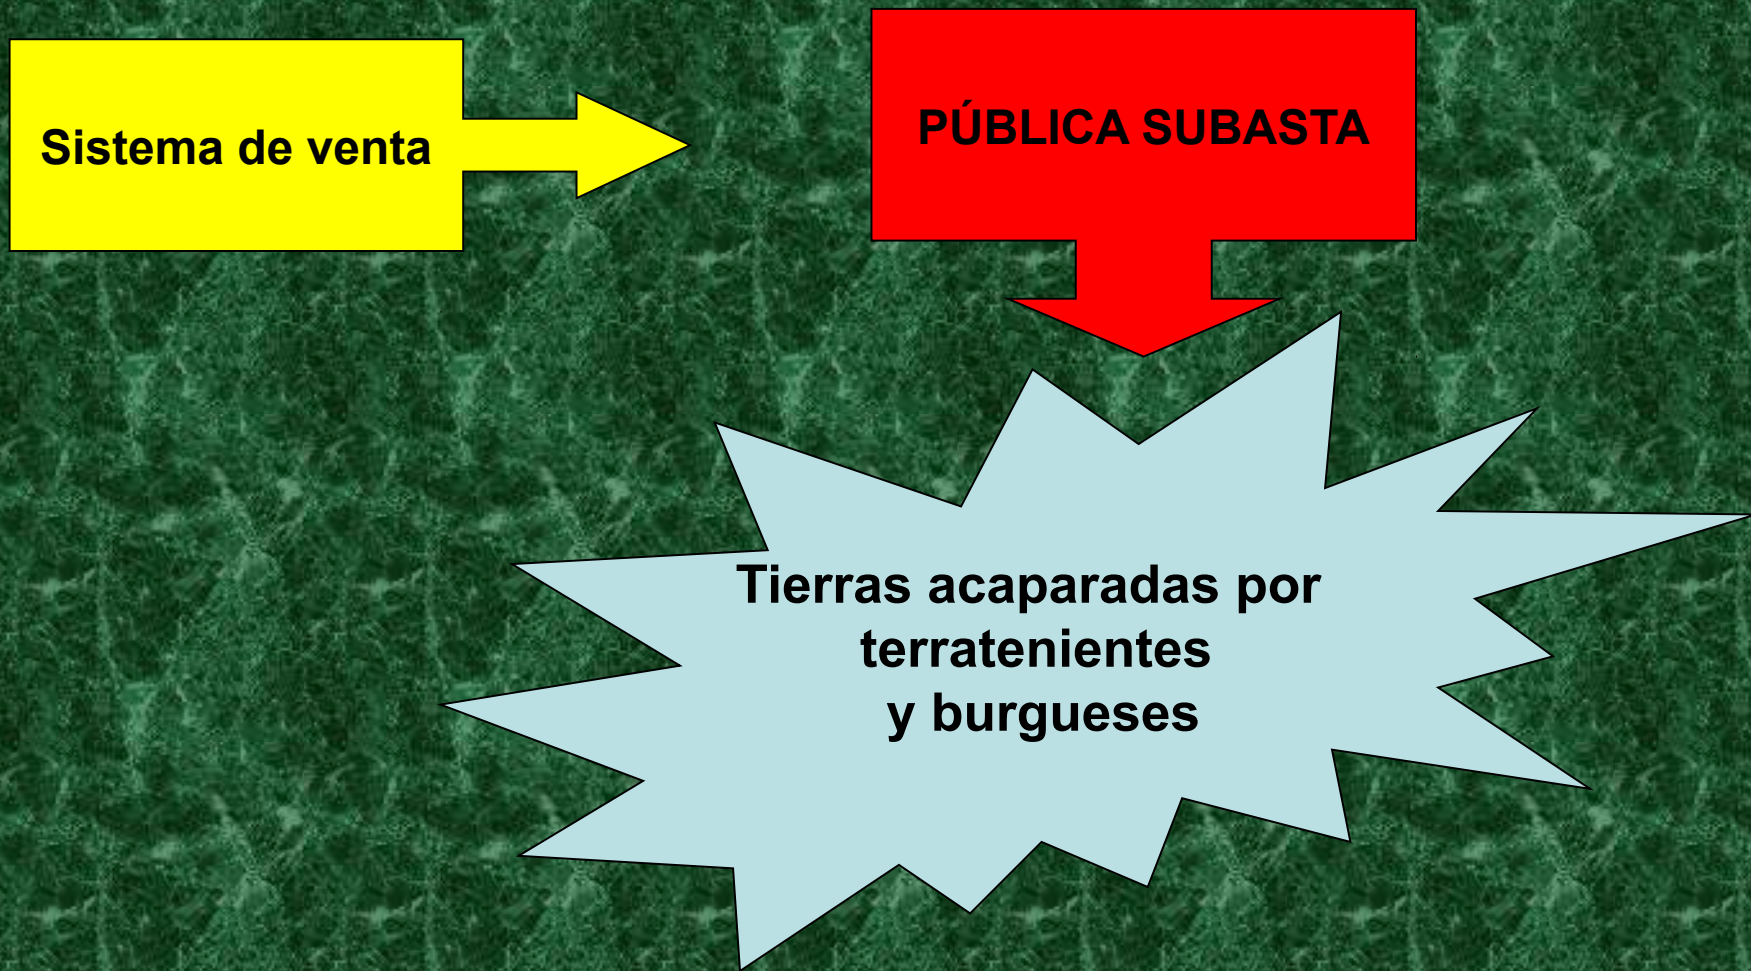 Sistema de venta
PÚBLICA SUBASTA
Tierras acaparadas por
terratenientes
y burgueses